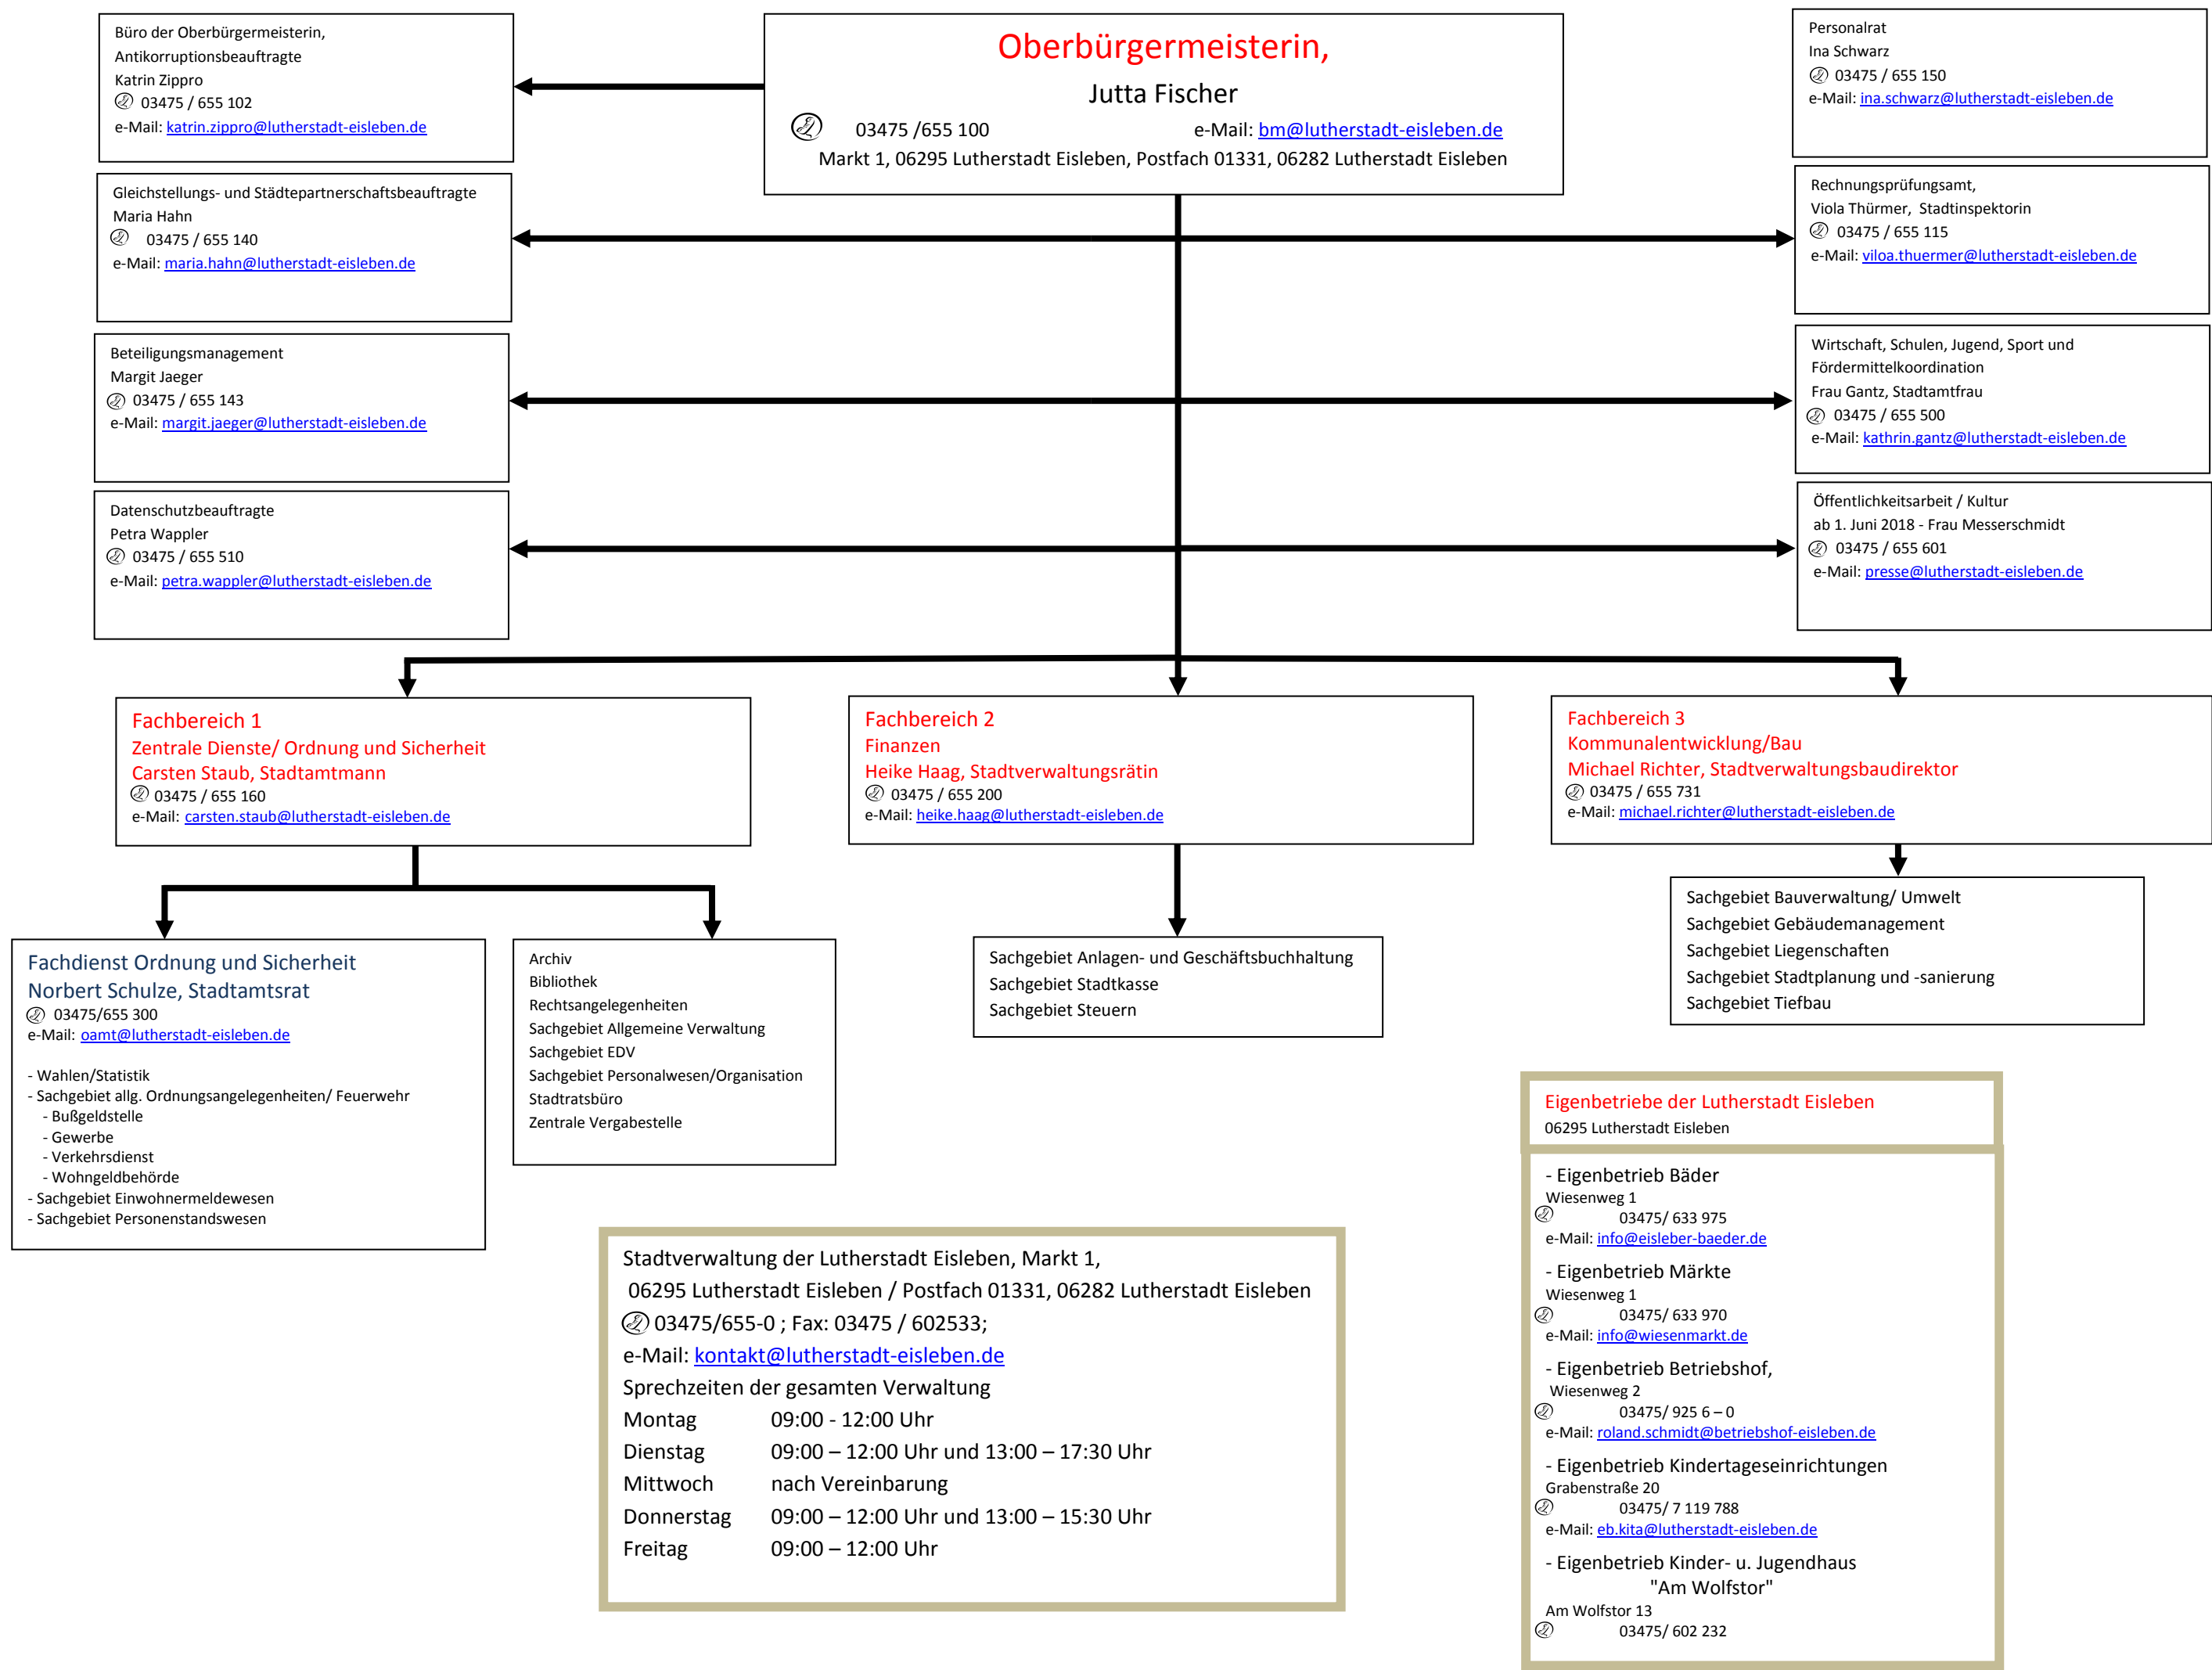 Büro der Oberbürgermeisterin,
Antikorruptionsbeauftragte
Katrin Zippro
03475 / 655 102
e-Mail: katrin.zippro@lutherstadt-eisleben.de
Oberbürgermeisterin,
Jutta Fischer
03475 /655 100 e-Mail: bm@lutherstadt-eisleben.de
Markt 1, 06295 Lutherstadt Eisleben, Postfach 01331, 06282 Lutherstadt Eisleben
Personalrat
Ina Schwarz
03475 / 655 150
e-Mail: ina.schwarz@lutherstadt-eisleben.de
Gleichstellungs- und Städtepartnerschaftsbeauftragte
Maria Hahn
03475 / 655 140
e-Mail: maria.hahn@lutherstadt-eisleben.de
Rechnungsprüfungsamt,
Viola Thürmer, Stadtinspektorin
03475 / 655 115
e-Mail: viloa.thuermer@lutherstadt-eisleben.de
Beteiligungsmanagement
Margit Jaeger
03475 / 655 143
e-Mail: margit.jaeger@lutherstadt-eisleben.de
Wirtschaft, Schulen, Jugend, Sport und
Fördermittelkoordination
Frau Gantz, Stadtamtfrau
03475 / 655 500
e-Mail: kathrin.gantz@lutherstadt-eisleben.de
Datenschutzbeauftragte
Petra Wappler
03475 / 655 510
e-Mail: petra.wappler@lutherstadt-eisleben.de
Öffentlichkeitsarbeit / Kultur
ab 1. Juni 2018 - Frau Messerschmidt
03475 / 655 601
e-Mail: presse@lutherstadt-eisleben.de
Fachbereich 1
Zentrale Dienste/ Ordnung und Sicherheit
Carsten Staub, Stadtamtmann
03475 / 655 160
e-Mail: carsten.staub@lutherstadt-eisleben.de
Fachbereich 2
Finanzen
Heike Haag, Stadtverwaltungsrätin
03475 / 655 200
e-Mail: heike.haag@lutherstadt-eisleben.de
Fachbereich 3
Kommunalentwicklung/Bau
Michael Richter, Stadtverwaltungsbaudirektor
03475 / 655 731
e-Mail: michael.richter@lutherstadt-eisleben.de
Fachdienst Ordnung und Sicherheit
Norbert Schulze, Stadtamtsrat
03475/655 300
e-Mail: oamt@lutherstadt-eisleben.de
- Wahlen/Statistik
- Sachgebiet allg. Ordnungsangelegenheiten/ Feuerwehr
- Bußgeldstelle
- Gewerbe
- Verkehrsdienst
- Wohngeldbehörde
- Sachgebiet Einwohnermeldewesen
- Sachgebiet Personenstandswesen
Archiv
Bibliothek
Rechtsangelegenheiten
Sachgebiet Allgemeine Verwaltung
Sachgebiet EDV
Sachgebiet Personalwesen/Organisation
Stadtratsbüro
Zentrale Vergabestelle
Sachgebiet Anlagen- und Geschäftsbuchhaltung
Sachgebiet Stadtkasse
Sachgebiet Steuern
Sachgebiet Bauverwaltung/ Umwelt
Sachgebiet Gebäudemanagement
Sachgebiet Liegenschaften
Sachgebiet Stadtplanung und -sanierung
Sachgebiet Tiefbau
Stadtverwaltung der Lutherstadt Eisleben, Markt 1,
06295 Lutherstadt Eisleben / Postfach 01331, 06282 Lutherstadt Eisleben
03475/655-0 ; Fax: 03475 / 602533;
e-Mail: kontakt@lutherstadt-eisleben.de
Sprechzeiten der gesamten Verwaltung
Montag 09:00 - 12:00 Uhr
Dienstag 09:00 – 12:00 Uhr und 13:00 – 17:30 Uhr
Mittwoch nach Vereinbarung
Donnerstag 09:00 – 12:00 Uhr und 13:00 – 15:30 Uhr
Freitag 09:00 – 12:00 Uhr
Eigenbetriebe der Lutherstadt Eisleben
06295 Lutherstadt Eisleben
- Eigenbetrieb Bäder
Wiesenweg 1
03475/ 633 975
e-Mail: info@eisleber-baeder.de
- Eigenbetrieb Märkte
Wiesenweg 1
03475/ 633 970
e-Mail: info@wiesenmarkt.de
- Eigenbetrieb Betriebshof,
Wiesenweg 2
03475/ 925 6 – 0
e-Mail: roland.schmidt@betriebshof-eisleben.de
- Eigenbetrieb Kindertageseinrichtungen
Grabenstraße 20
03475/ 7 119 788
e-Mail: eb.kita@lutherstadt-eisleben.de
- Eigenbetrieb Kinder- u. Jugendhaus
"Am Wolfstor"
Am Wolfstor 13
03475/ 602 232